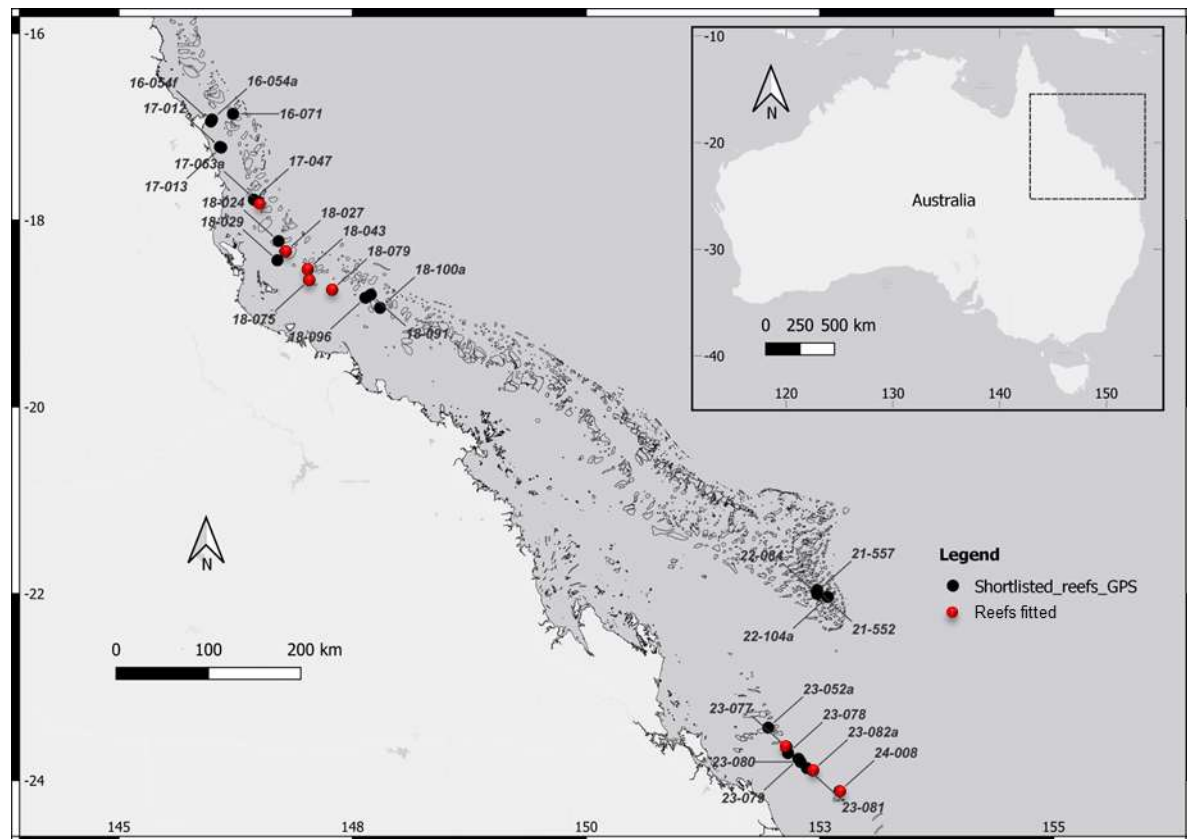 -16
16-054f
16-054a
17-012
16-071
17-063a
17-047
17-013
-18
18-024
18-027
18-029
18-043
18-079
18-100a
18-075
18-096
18-091
-20
22-084
21-557
-22
22-104a
21-552
23-052a
23-077
23-078
23-082a
24-008
23-080
-24
23-079
23-081
145
148
150
153
155
N
0 100 200 km
Legend
Shortlisted_reefs_GPS
Reefs fitted
-10
N
-20
Australia
-30
0 250 500 km
-40
120 130 140 150